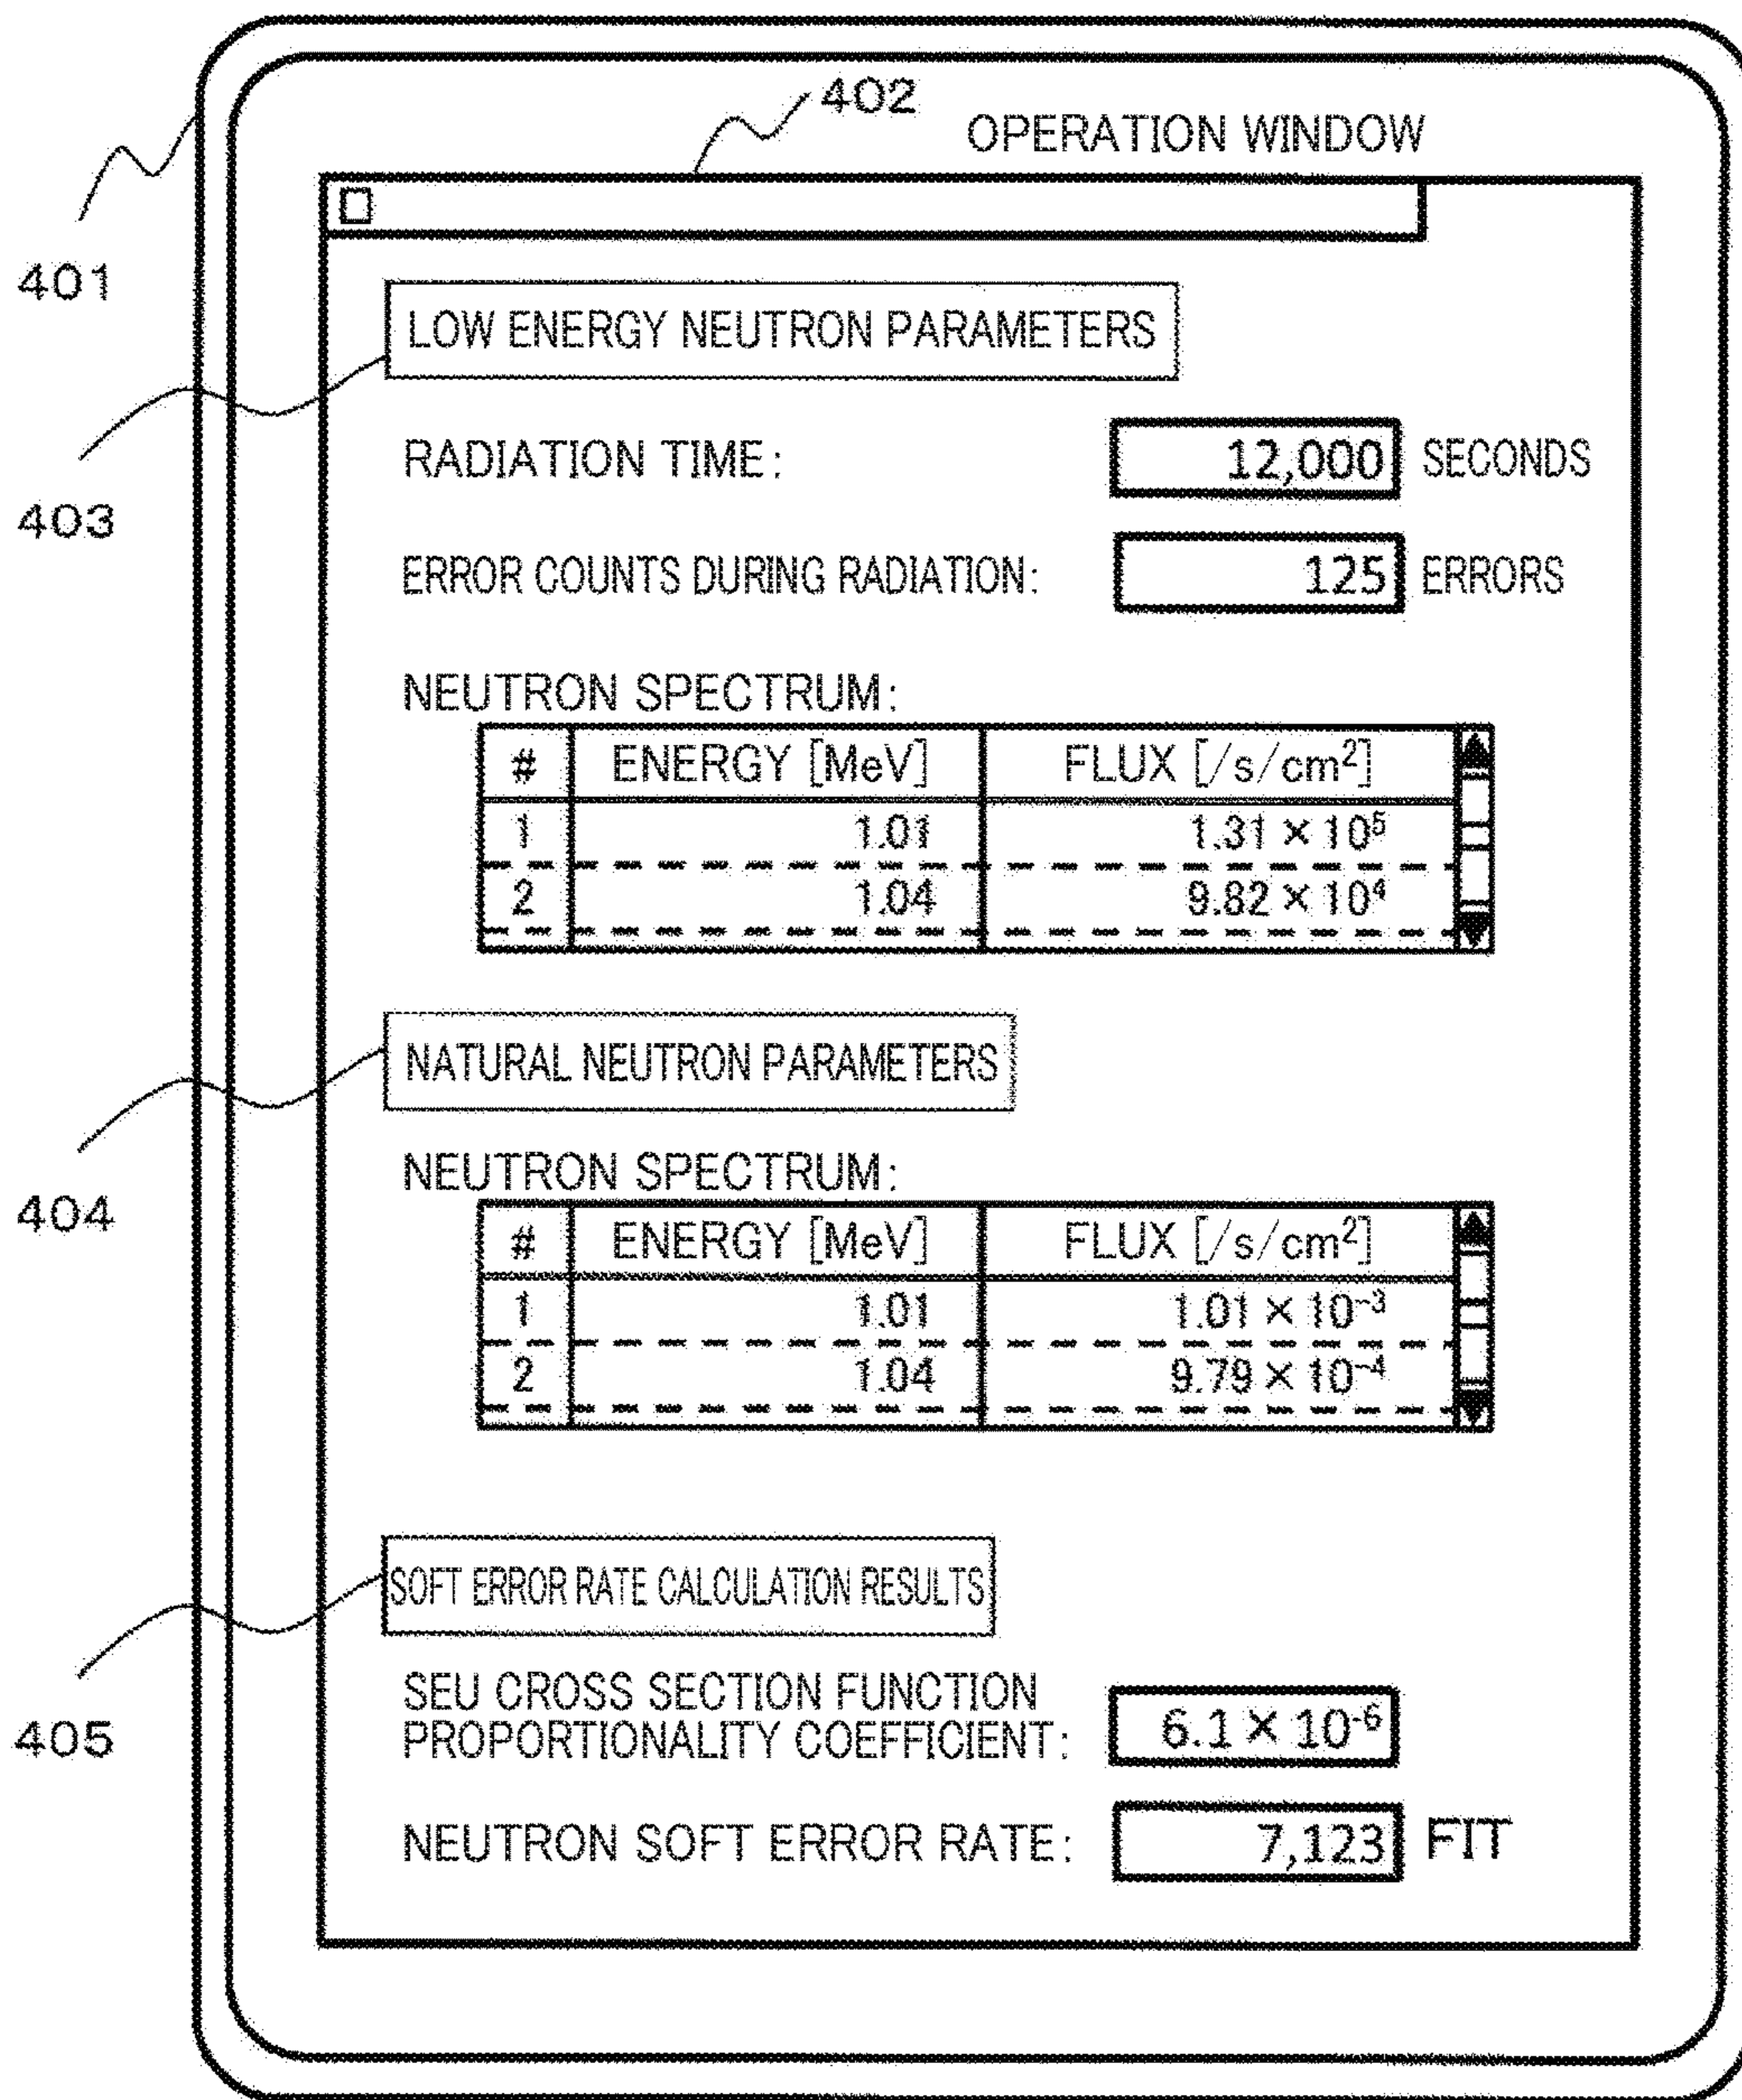 402
OPERATION WINDOW
401
LOW ENERGY NEUTRON PARAMETERS
403
RADIATION TIME: 12,000 SECONDS
ERROR COUNTS DURING RADIATION: 125 ERRORS
NEUTRON SPECTRUM:
# ENERGY [MeV] FLUX [/s/cm²]
1 1.01 1.31 × 10⁵
2 1.04 9.82 × 10⁴
NATURAL NEUTRON PARAMETERS
404
NEUTRON SPECTRUM:
# ENERGY [MeV] FLUX [/s/cm²]
1 1.01 1.01 × 10⁻³
2 1.04 9.79 × 10⁻⁴
SOFT ERROR RATE CALCULATION RESULTS
405
SEU CROSS SECTION FUNCTION
PROPORTIONALITY COEFFICIENT: 6.1 × 10⁻⁶
NEUTRON SOFT ERROR RATE: 7,123 FIT